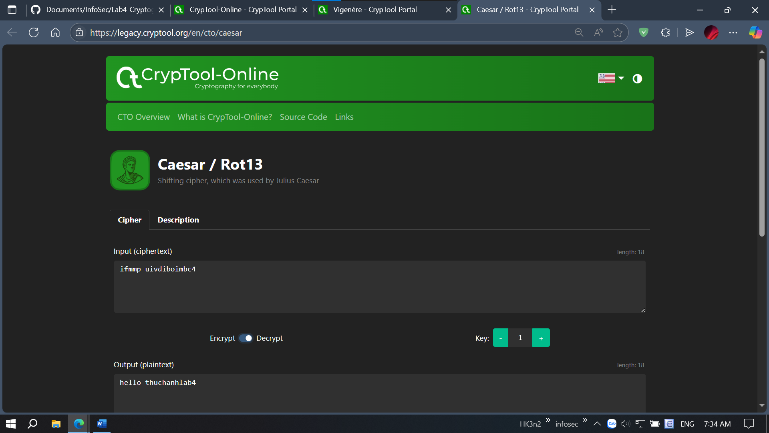 Documents/InfoSec/Lab4-Crypto
CrypTool-Online - CrypTool Portal
Vigenère - CrypTool Portal
Caesar / Rot13 - CrypTool Portal
https://legacy.cryptool.org/en/cto/caesar
CrypTool-Online
Cryptography for everybody
CTO Overview What is CrypTool-Online? Source Code Links
Caesar / Rot13
Shifting cipher, which was used by Julius Caesar
Cipher Description
Input (ciphertext) length: 18
ifmmp uivdiboimbc4
Encrypt Decrypt Key: - 1 +
Output (plaintext) length: 18
hello thuchanhlab4
HK3n2 » infosec » ENG 7:34 AM